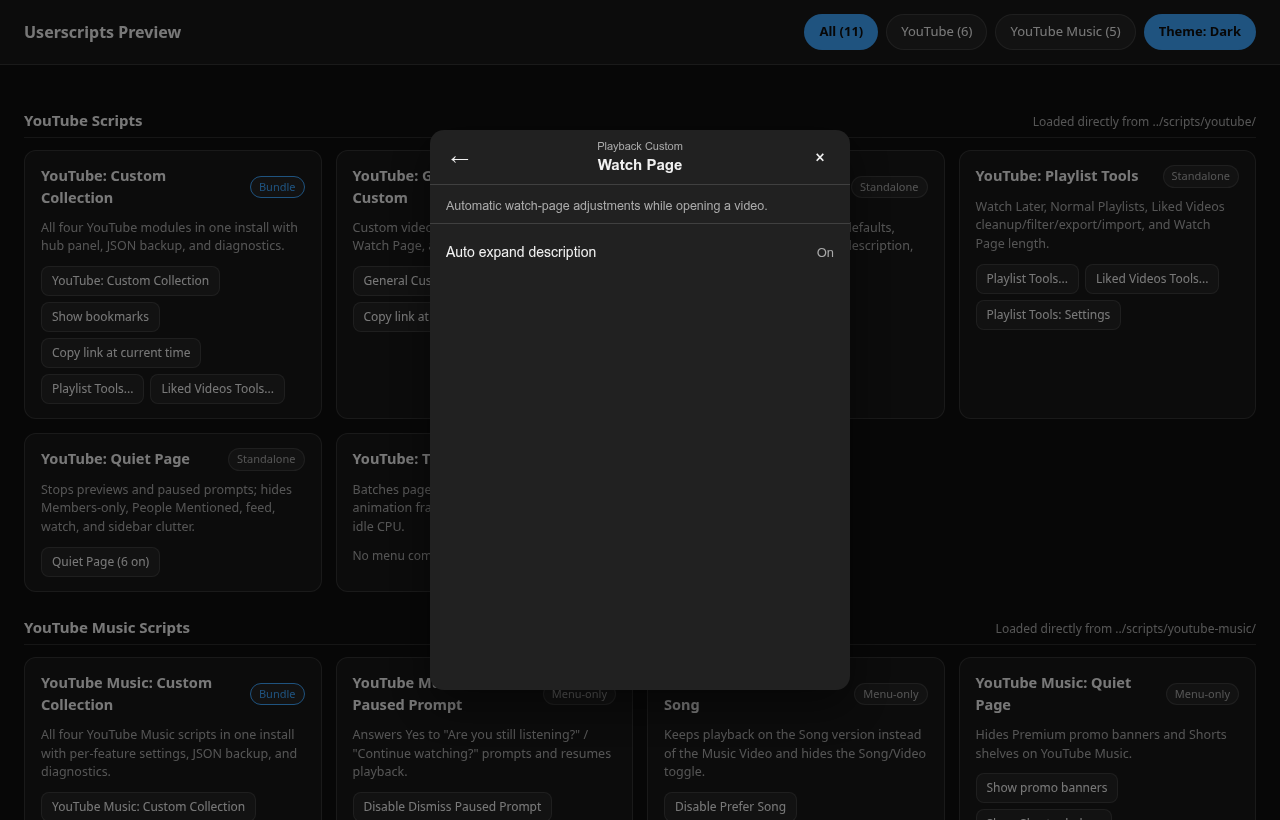 Userscripts Preview
All (11)
YouTube (6)
YouTube Music (5)
Theme: Dark
YouTube Scripts
Loaded directly from ../scripts/youtube/
YouTube: Custom
Collection
Bundle
All four YouTube modules in one install with
hub panel, JSON backup, and diagnostics.
YouTube: Custom Collection
Show bookmarks
Copy link at current time
Playlist Tools...
Liked Videos Tools...
YouTube: G
Custom
Custom video
Watch Page, a
General Cus
Copy link at
Standalone
defaults,
description,
YouTube: Playlist Tools
Standalone
Watch Later, Normal Playlists, Liked Videos
cleanup/filter/export/import, and Watch
Page length.
Playlist Tools...
Liked Videos Tools...
Playlist Tools: Settings
Playback Custom
←
Watch Page
×
Automatic watch-page adjustments while opening a video.
Auto expand description
On
YouTube: Quiet Page
Standalone
Stops previews and paused prompts; hides
Members-only, People Mentioned, feed,
watch, and sidebar clutter.
Quiet Page (6 on)
YouTube: T
Batches page
animation fra
idle CPU.
No menu com
YouTube Music Scripts
Loaded directly from ../scripts/youtube-music/
YouTube Music: Custom
Collection
Bundle
All four YouTube Music scripts in one install
with per-feature settings, JSON backup, and
diagnostics.
YouTube Music: Custom Collection
YouTube M
Paused Prompt
Menu-only
Answers Yes to "Are you still listening?" /
"Continue watching?" prompts and resumes
playback.
Disable Dismiss Paused Prompt
Song
Menu-only
Keeps playback on the Song version instead
of the Music Video and hides the Song/Video
toggle.
Disable Prefer Song
YouTube Music: Quiet
Page
Menu-only
Hides Premium promo banners and Shorts
shelves on YouTube Music.
Show promo banners